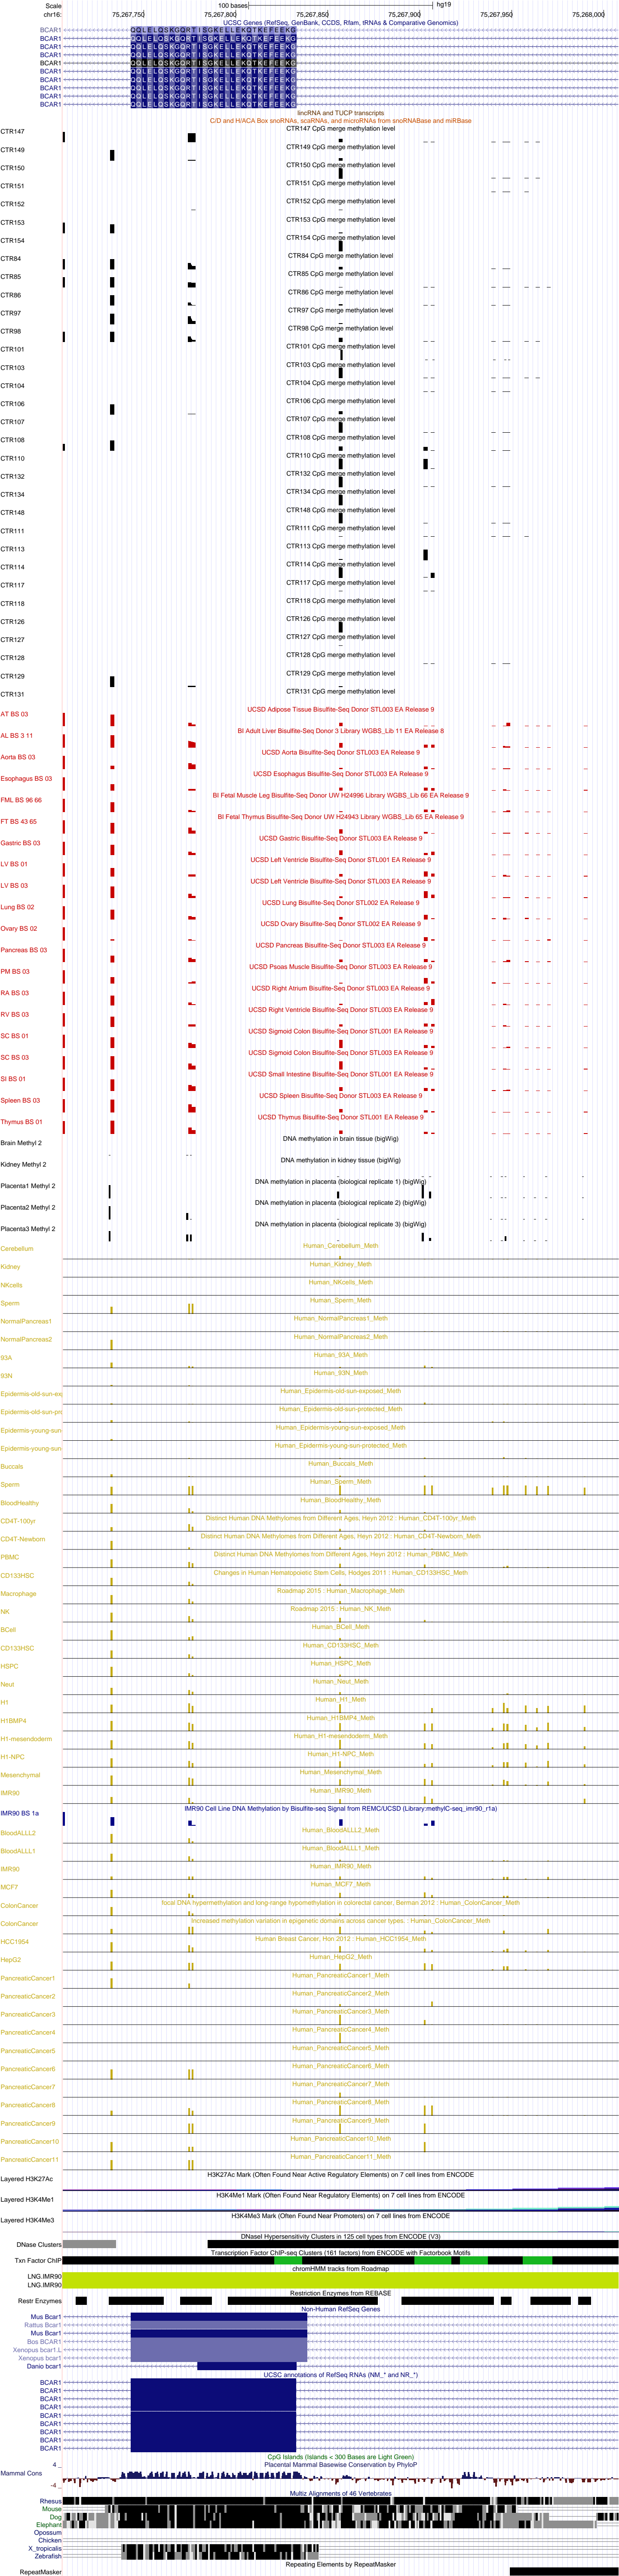 Scale 100 bases hg19
chr16: 75,267,750 75,267,800 75,267,850 75,267,900 75,267,950 75,268,000
UCSC Genes (RefSeq, GenBank, CCDS, Rfam, tRNAs & Comparative Genomics)
BCAR1 QQLELQSKGQRTISGKELLEKQTKEFEEKG
BCAR1 QQLELQSKGQRTISGKELLEKQTKEFEEKG
BCAR1 QQLELQSKGQRTISGKELLEKQTKEFEEKG
BCAR1 QQLELQSKGQRTISGKELLEKQTKEFEEKG
BCAR1 QQLELQSKGQRTISGKELLEKQTKEFEEKG
BCAR1 QQLELQSKGQRTISGKELLEKQTKEFEEKG
BCAR1 QQLELQSKGQRTISGKELLEKQTKEFEEKG
BCAR1 QQLELQSKGQRTISGKELLEKQTKEFEEKG
BCAR1 QQLELQSKGQRTISGKELLEKQTKEFEEKG
BCAR1 QQLELQSKGQRTISGKELLEKQTKEFEEKG
lincRNA and TUCP transcripts
C/D and H/ACA Box snoRNAs, scaRNAs, and microRNAs from snoRNABase and miRBase
CTR147 CpG merge methylation level
CTR147
CTR149 CpG merge methylation level
CTR149
CTR150 CpG merge methylation level
CTR150
CTR151 CpG merge methylation level
CTR151
CTR152 CpG merge methylation level
CTR152
CTR153 CpG merge methylation level
CTR153
CTR154 CpG merge methylation level
CTR154
CTR84 CpG merge methylation level
CTR84
CTR85 CpG merge methylation level
CTR85
CTR86 CpG merge methylation level
CTR86
CTR97 CpG merge methylation level
CTR97
CTR98 CpG merge methylation level
CTR98
CTR101 CpG merge methylation level
CTR101
CTR103 CpG merge methylation level
CTR103
CTR104 CpG merge methylation level
CTR104
CTR106 CpG merge methylation level
CTR106
CTR107 CpG merge methylation level
CTR107
CTR108 CpG merge methylation level
CTR108
CTR110 CpG merge methylation level
CTR110
CTR132 CpG merge methylation level
CTR132
CTR134 CpG merge methylation level
CTR134
CTR148 CpG merge methylation level
CTR148
CTR111 CpG merge methylation level
CTR111
CTR113 CpG merge methylation level
CTR113
CTR114 CpG merge methylation level
CTR114
CTR117 CpG merge methylation level
CTR117
CTR118 CpG merge methylation level
CTR118
CTR126 CpG merge methylation level
CTR126
CTR127 CpG merge methylation level
CTR127
CTR128 CpG merge methylation level
CTR128
CTR129 CpG merge methylation level
CTR129
CTR131 CpG merge methylation level
CTR131
UCSD Adipose Tissue Bisulfite-Seq Donor STL003 EA Release 9
AT BS 03
BI Adult Liver Bisulfite-Seq Donor 3 Library WGBS_Lib 11 EA Release 8
AL BS 3 11
UCSD Aorta Bisulfite-Seq Donor STL003 EA Release 9
Aorta BS 03
UCSD Esophagus Bisulfite-Seq Donor STL003 EA Release 9
Esophagus BS 03
BI Fetal Muscle Leg Bisulfite-Seq Donor UW H24996 Library WGBS_Lib 66 EA Release 9
FML BS 96 66
BI Fetal Thymus Bisulfite-Seq Donor UW H24943 Library WGBS_Lib 65 EA Release 9
FT BS 43 65
UCSD Gastric Bisulfite-Seq Donor STL003 EA Release 9
Gastric BS 03
UCSD Left Ventricle Bisulfite-Seq Donor STL001 EA Release 9
LV BS 01
UCSD Left Ventricle Bisulfite-Seq Donor STL003 EA Release 9
LV BS 03
UCSD Lung Bisulfite-Seq Donor STL002 EA Release 9
Lung BS 02
UCSD Ovary Bisulfite-Seq Donor STL002 EA Release 9
Ovary BS 02
UCSD Pancreas Bisulfite-Seq Donor STL003 EA Release 9
Pancreas BS 03
UCSD Psoas Muscle Bisulfite-Seq Donor STL003 EA Release 9
PM BS 03
UCSD Right Atrium Bisulfite-Seq Donor STL003 EA Release 9
RA BS 03
UCSD Right Ventricle Bisulfite-Seq Donor STL003 EA Release 9
RV BS 03
UCSD Sigmoid Colon Bisulfite-Seq Donor STL001 EA Release 9
SC BS 01
UCSD Sigmoid Colon Bisulfite-Seq Donor STL003 EA Release 9
SC BS 03
UCSD Small Intestine Bisulfite-Seq Donor STL001 EA Release 9
SI BS 01
UCSD Spleen Bisulfite-Seq Donor STL003 EA Release 9
Spleen BS 03
UCSD Thymus Bisulfite-Seq Donor STL001 EA Release 9
Thymus BS 01
DNA methylation in brain tissue (bigWig)
Brain Methyl 2
DNA methylation in kidney tissue (bigWig)
Kidney Methyl 2
DNA methylation in placenta (biological replicate 1) (bigWig)
Placenta1 Methyl 2
DNA methylation in placenta (biological replicate 2) (bigWig)
Placenta2 Methyl 2
DNA methylation in placenta (biological replicate 3) (bigWig)
Placenta3 Methyl 2
Human_Cerebellum_Meth
Cerebellum
Human_Kidney_Meth
Kidney
Human_NKcells_Meth
NKcells
Human_Sperm_Meth
Sperm
Human_NormalPancreas1_Meth
NormalPancreas1
Human_NormalPancreas2_Meth
NormalPancreas2
Human_93A_Meth
93A
Human_93N_Meth
93N
Human_Epidermis-old-sun-exposed_Meth
Epidermis-old-sun-ex
Human_Epidermis-old-sun-protected_Meth
Epidermis-old-sun-pr
Human_Epidermis-young-sun-exposed_Meth
Epidermis-young-sun
Human_Epidermis-young-sun-protected_Meth
Epidermis-young-sun
Human_Buccals_Meth
Buccals
Human_Sperm_Meth
Sperm
Human_BloodHealthy_Meth
BloodHealthy
Distinct Human DNA Methylomes from Different Ages, Heyn 2012 : Human_CD4T-100yr_Meth
CD4T-100yr
Distinct Human DNA Methylomes from Different Ages, Heyn 2012 : Human_CD4T-Newborn_Meth
CD4T-Newborn
Distinct Human DNA Methylomes from Different Ages, Heyn 2012 : Human_PBMC_Meth
PBMC
Changes in Human Hematopoietic Stem Cells, Hodges 2011 : Human_CD133HSC_Meth
CD133HSC
Roadmap 2015 : Human_Macrophage_Meth
Macrophage
Roadmap 2015 : Human_NK_Meth
NK
Human_BCell_Meth
BCell
Human_CD133HSC_Meth
CD133HSC
Human_HSPC_Meth
HSPC
Human_Neut_Meth
Neut
Human_H1_Meth
H1
Human_H1BMP4_Meth
H1BMP4
Human_H1-mesendoderm_Meth
H1-mesendoderm
Human_H1-NPC_Meth
H1-NPC
Human_Mesenchymal_Meth
Mesenchymal
Human_IMR90_Meth
IMR90
IMR90 Cell Line DNA Methylation by Bisulfite-seq Signal from REMC/UCSD (Library:methylC-seq_imr90_r1a)
IMR90 BS 1a
Human_BloodALLL2_Meth
BloodALLL2
Human_BloodALLL1_Meth
BloodALLL1
Human_IMR90_Meth
IMR90
Human_MCF7_Meth
MCF7
focal DNA hypermethylation and long-range hypomethylation in colorectal cancer, Berman 2012 : Human_ColonCancer_Meth
ColonCancer
Increased methylation variation in epigenetic domains across cancer types. : Human_ColonCancer_Meth
ColonCancer
Human Breast Cancer, Hon 2012 : Human_HCC1954_Meth
HCC1954
Human_HepG2_Meth
HepG2
Human_PancreaticCancer1_Meth
PancreaticCancer1
Human_PancreaticCancer2_Meth
PancreaticCancer2
Human_PancreaticCancer3_Meth
PancreaticCancer3
Human_PancreaticCancer4_Meth
PancreaticCancer4
Human_PancreaticCancer5_Meth
PancreaticCancer5
Human_PancreaticCancer6_Meth
PancreaticCancer6
Human_PancreaticCancer7_Meth
PancreaticCancer7
Human_PancreaticCancer8_Meth
PancreaticCancer8
Human_PancreaticCancer9_Meth
PancreaticCancer9
Human_PancreaticCancer10_Meth
PancreaticCancer10
Human_PancreaticCancer11_Meth
PancreaticCancer11
H3K27Ac Mark (Often Found Near Active Regulatory Elements) on 7 cell lines from ENCODE
Layered H3K27Ac
H3K4Me1 Mark (Often Found Near Regulatory Elements) on 7 cell lines from ENCODE
Layered H3K4Me1
H3K4Me3 Mark (Often Found Near Promoters) on 7 cell lines from ENCODE
Layered H3K4Me3
DNaseI Hypersensitivity Clusters in 125 cell types from ENCODE (V3)
DNase Clusters
Transcription Factor ChIP-seq Clusters (161 factors) from ENCODE with Factorbook Motifs
Txn Factor ChIP
chromHMM tracks from Roadmap
LNG.IMR90
LNG.IMR90
Restriction Enzymes from REBASE
Restr Enzymes
Non-Human RefSeq Genes
Mus Bcar1
Rattus Bcar1
Mus Bcar1
Bos BCAR1
Xenopus bcar1.L
Xenopus bcar1
Danio bcar1
UCSC annotations of RefSeq RNAs (NM_* and NR_*)
BCAR1
BCAR1
BCAR1
BCAR1
BCAR1
BCAR1
BCAR1
BCAR1
BCAR1
CpG Islands (Islands < 300 Bases are Light Green)
Placental Mammal Basewise Conservation by PhyloP
4 _
Mammal Cons
-4 _
Multiz Alignments of 46 Vertebrates
Rhesus
Mouse
Dog
Elephant
Opossum
Chicken
X_tropicalis
Zebrafish
Repeating Elements by RepeatMasker
RepeatMasker